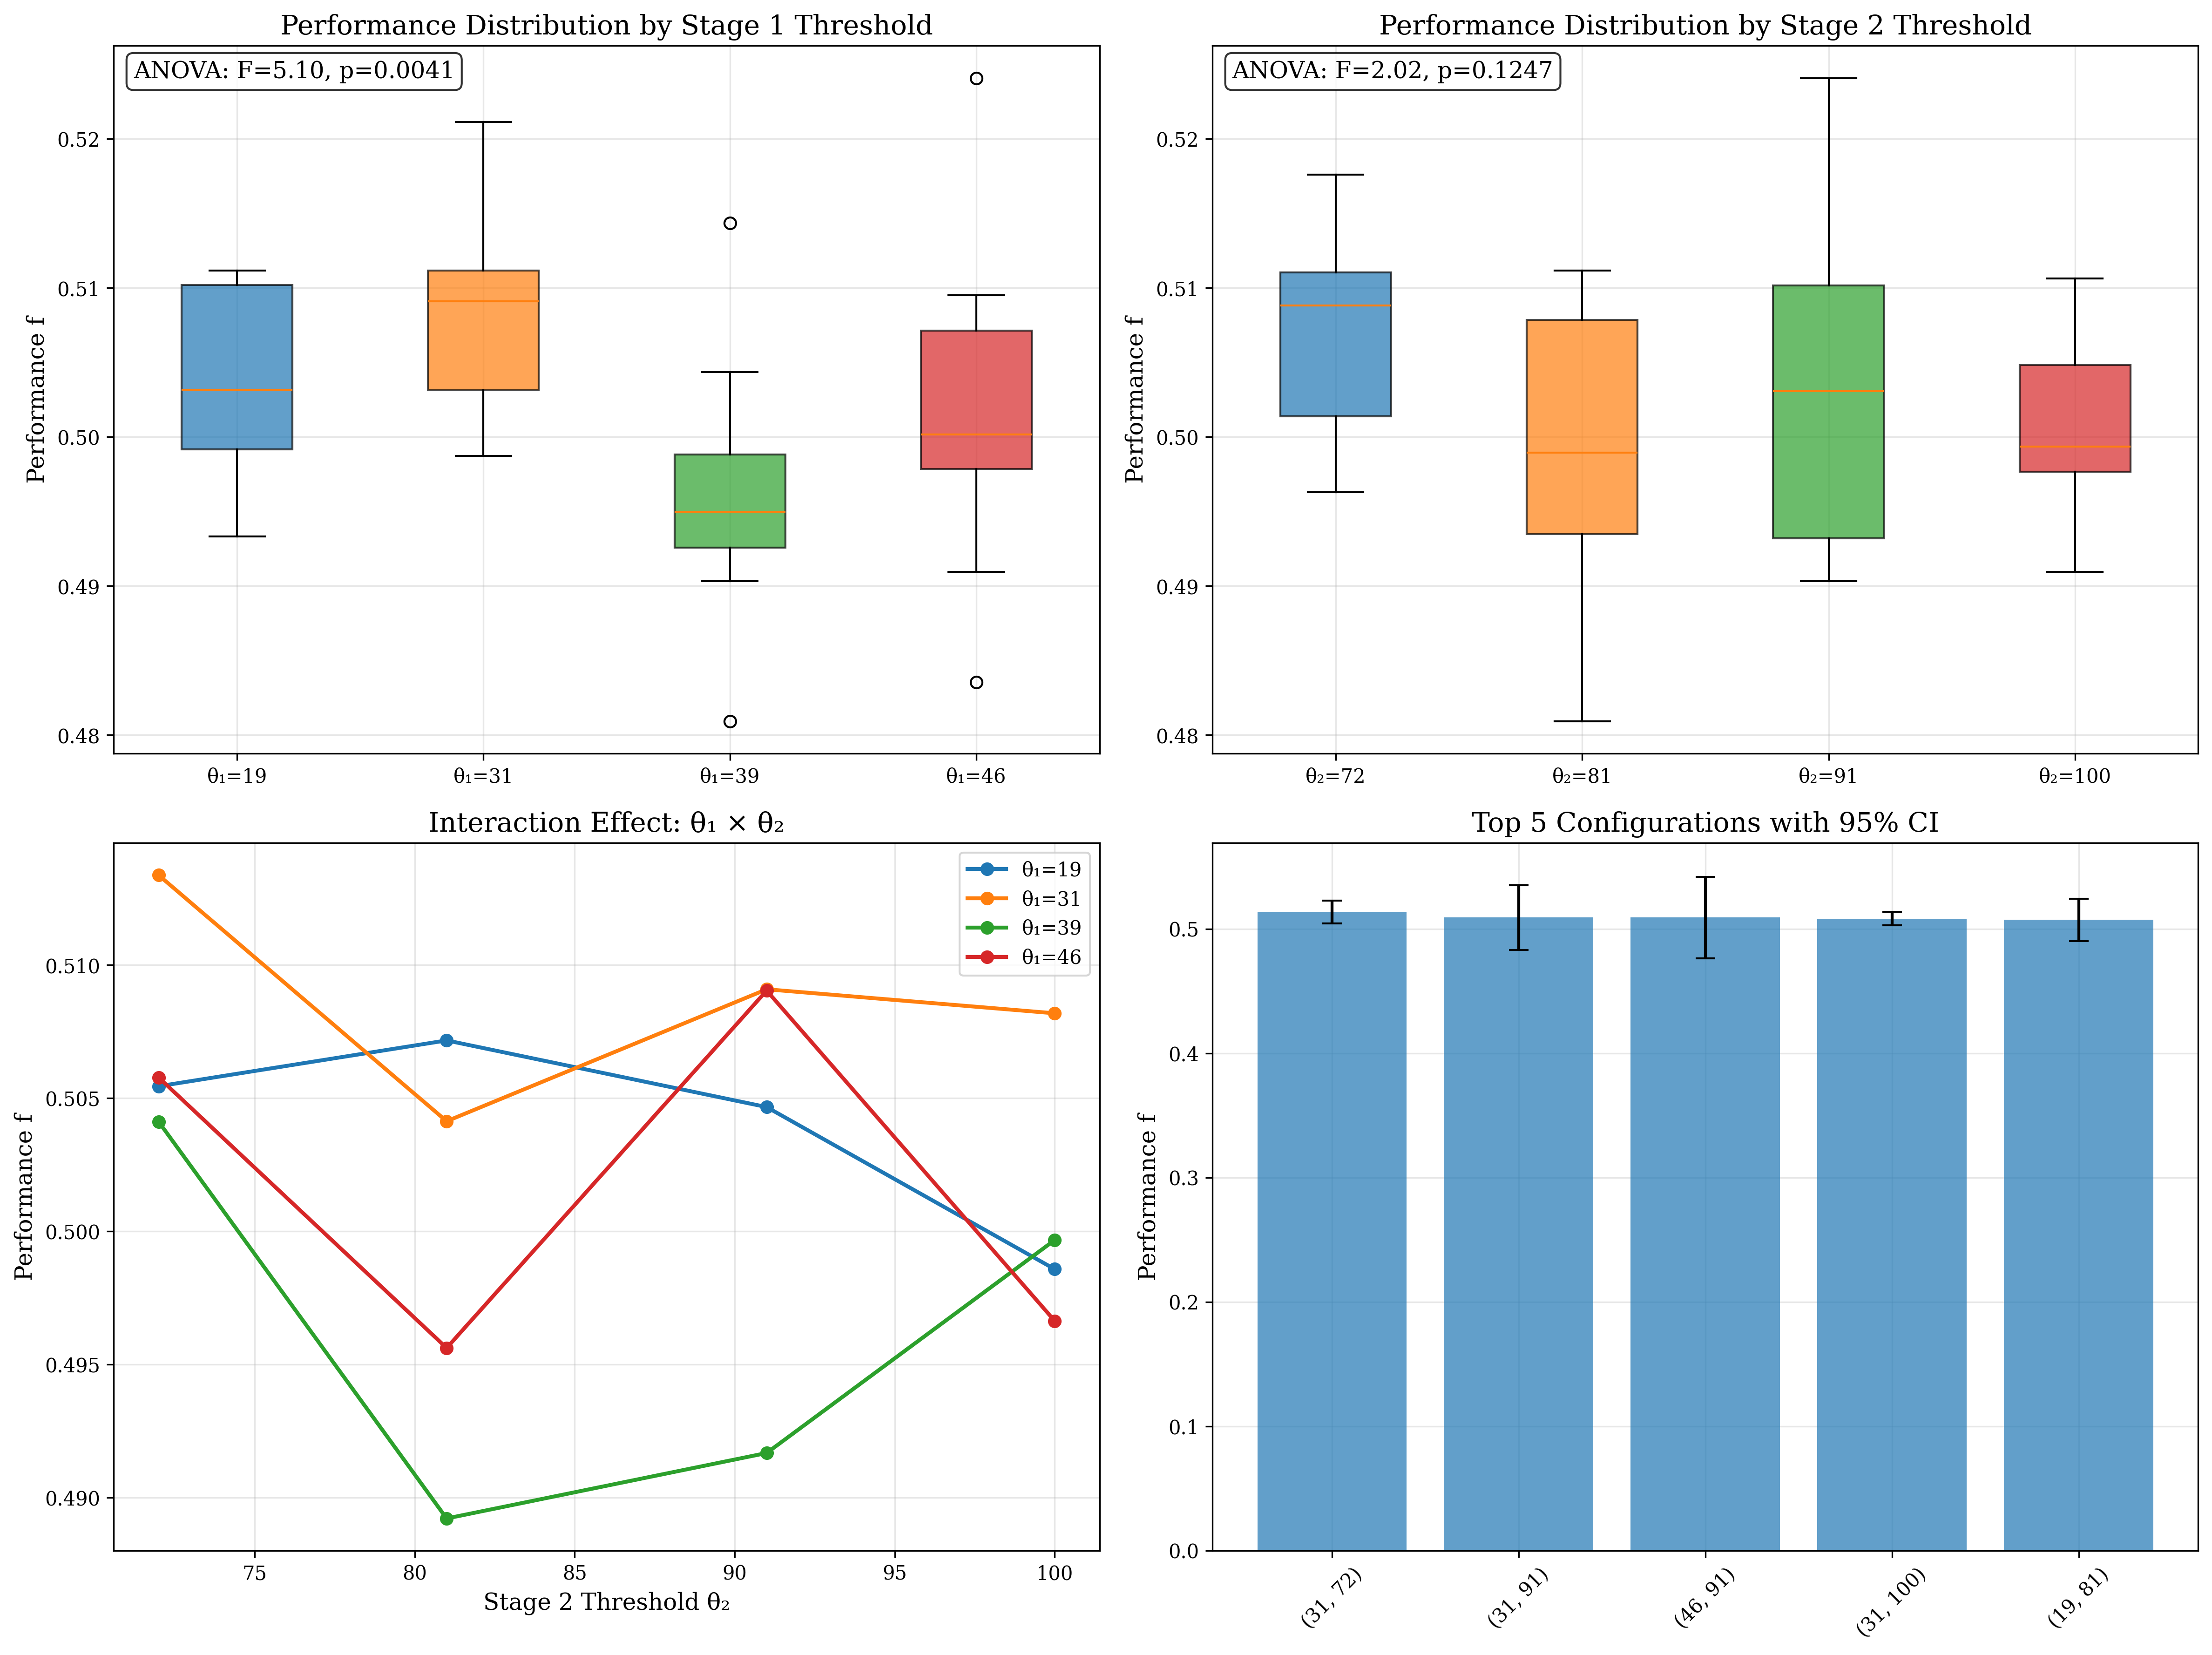 Performance Distribution by Stage 1 Threshold
ANOVA: F=5.10, p=0.0041
Performance f
0.52
0.51
0.50
0.49
0.48
θ₁=19
θ₁=31
θ₁=39
θ₁=46
Performance Distribution by Stage 2 Threshold
ANOVA: F=2.02, p=0.1247
Performance f
0.52
0.51
0.50
0.49
0.48
θ₂=72
θ₂=81
θ₂=91
θ₂=100
Interaction Effect: θ₁ × θ₂
θ₁=19
θ₁=31
θ₁=39
θ₁=46
Performance f
0.510
0.505
0.500
0.495
0.490
75
80
85
90
95
100
Stage 2 Threshold θ₂
Top 5 Configurations with 95% CI
Performance f
0.5
0.4
0.3
0.2
0.1
0.0
(31, 72)
(31, 91)
(46, 91)
(31, 100)
(19, 81)